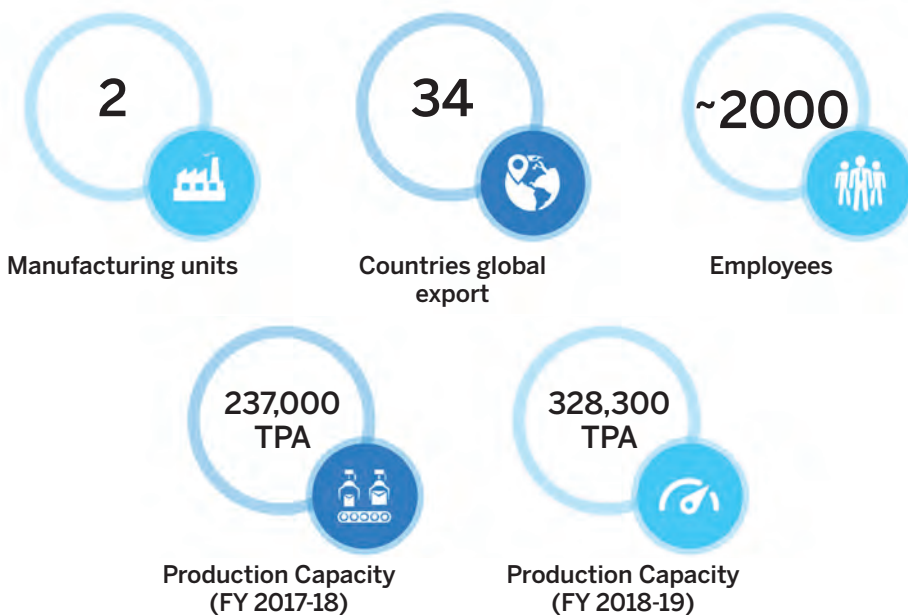 2
34
~2000
Manufacturing units
Countries global
export
Employees
237,000
TPA
328,300
TPA
Production Capacity
(FY 2017-18)
Production Capacity
(FY 2018-19)